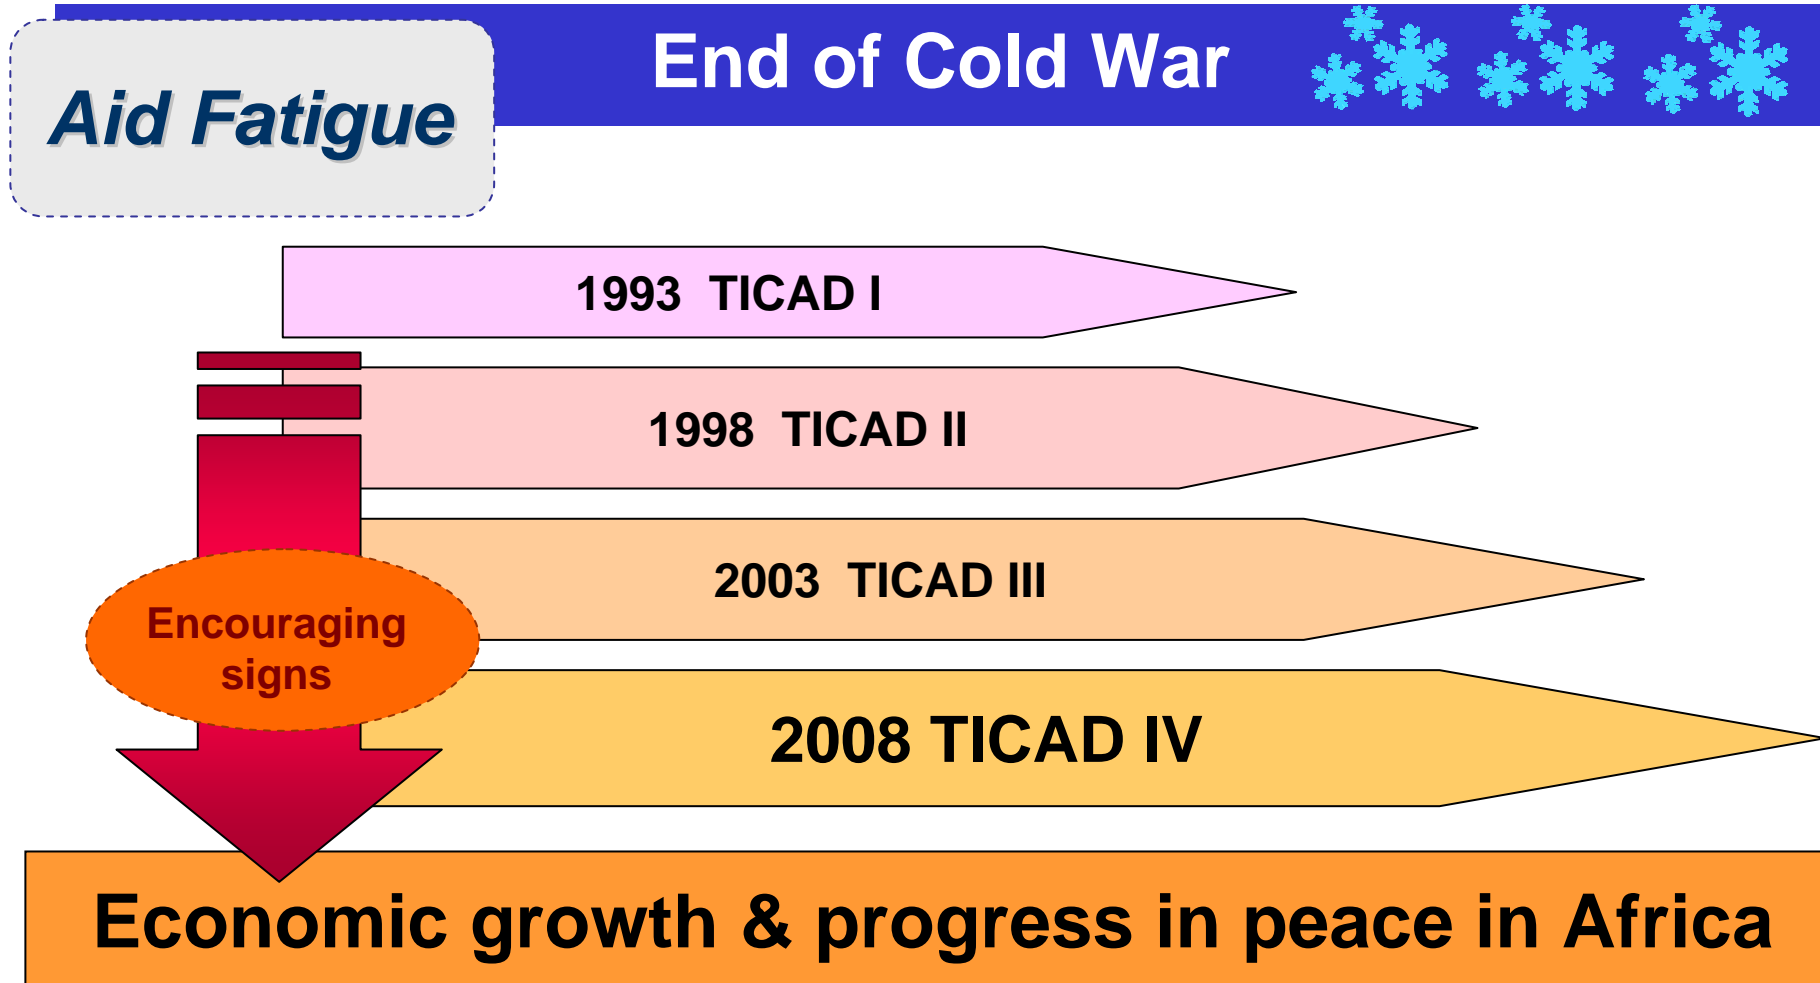 End of Cold War
Aid Fatigue
1993 TICAD I
1998 TICAD II
2003 TICAD III
Encouraging
signs
2008 TICAD IV
Economic growth & progress in peace in Africa